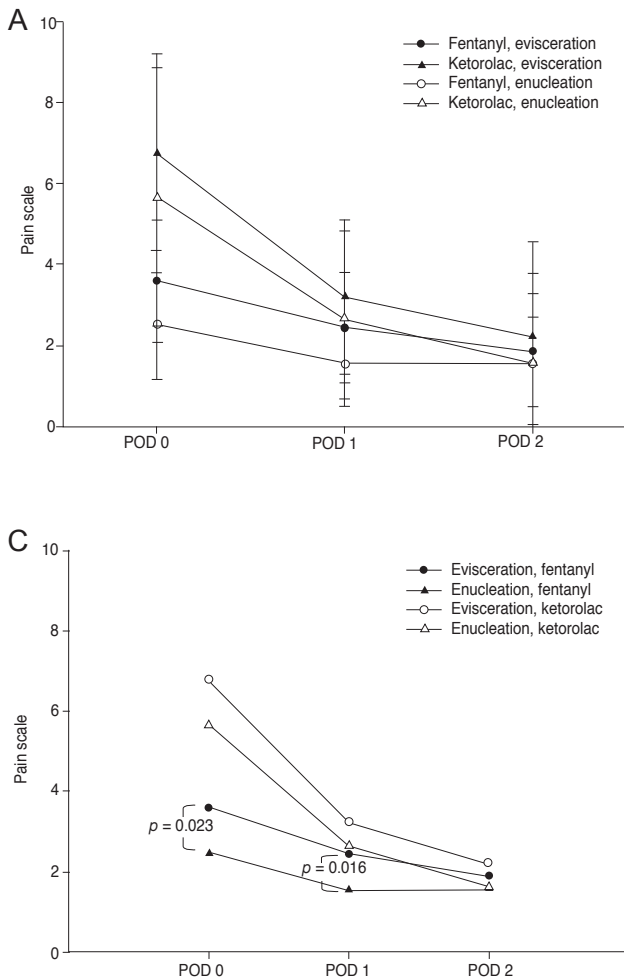 A
10
8
6
4
2
0
Pain scale
Fentanyl, evisceration
Ketorolac, evisceration
Fentanyl, enucleation
Ketorolac, enucleation
POD 0 POD 1 POD 2
C
10
8
6
4
2
0
Pain scale
Evisceration, fentanyl
Enucleation, fentanyl
Evisceration, ketorolac
Enucleation, ketorolac
p = 0.023
p = 0.016
POD 0 POD 1 POD 2